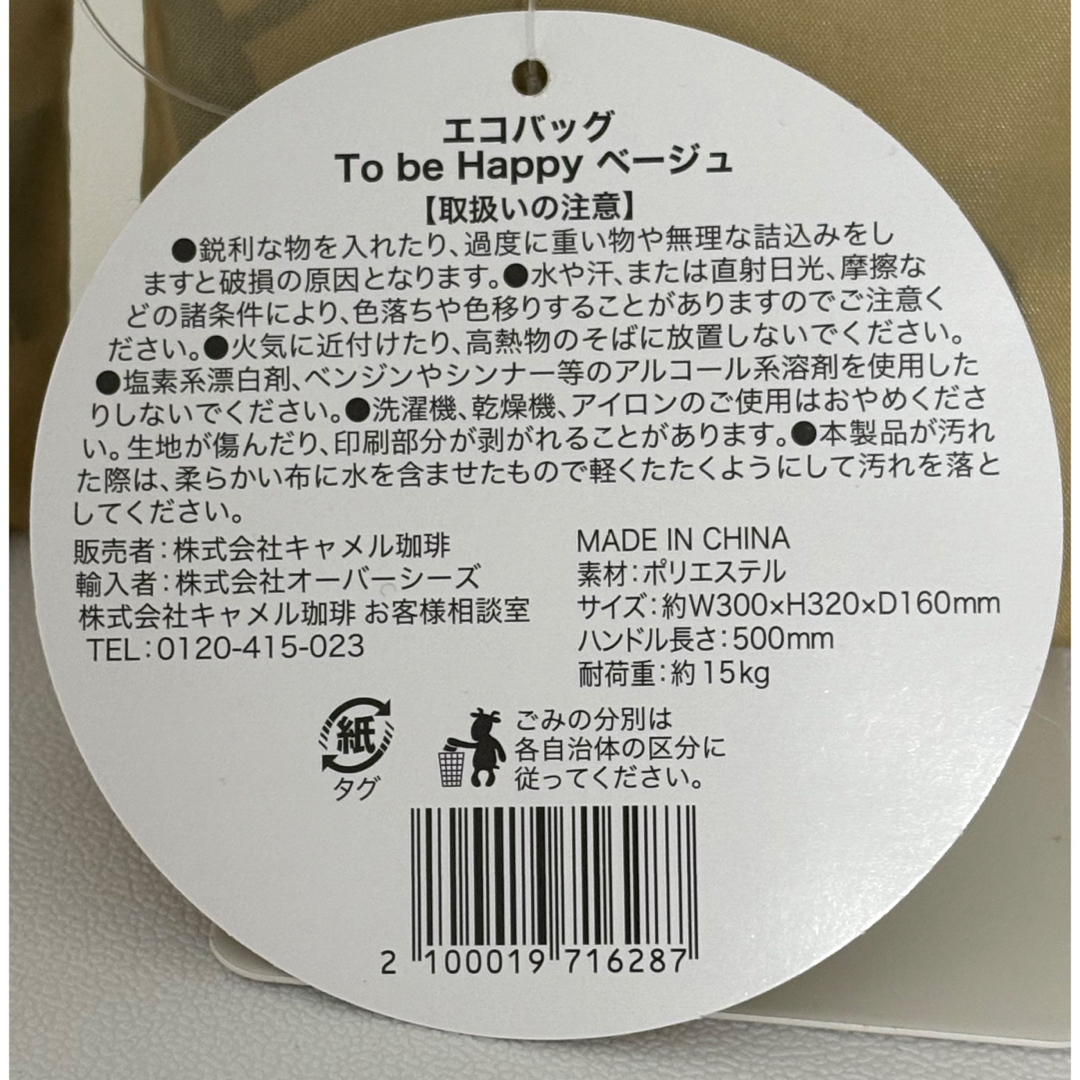 エコバッグ
To be Happy ベージュ
【取扱いの注意】
●鋭利な物を入れたり、過度に重い物や無理な詰込みをし
ますと破損の原因となります。●水や汗、または直射日光、摩擦な
どの諸条件により、色落ちや色移りすることがありますのでご注意く
ださい。●火気に近付けたり、高熱物のそばに放置しないでください。
●塩素系漂白剤、ベンジンやシンナー等のアルコール系溶剤を使用した
りしないでください。●洗濯機、乾燥機、アイロンのご使用はおやめくださ
い。生地が傷んだり、印刷部分が剥がれることがあります。●本製品が汚れ
た際は、柔らかい布に水を含ませたもので軽くたたくようにして汚れを落と
してください。
販売者：株式会社キャメル珈琲
輸入者：株式会社オーバーシーズ
株式会社キャメル珈琲 お客様相談室
TEL：0120-415-023
MADE IN CHINA
素材：ポリエステル
サイズ：約W300×H320×D160mm
ハンドル長さ：500mm
耐荷重：約15kg
紙
タグ
ごみの分別は
各自治体の区分に
従ってください。
2 100019 716287